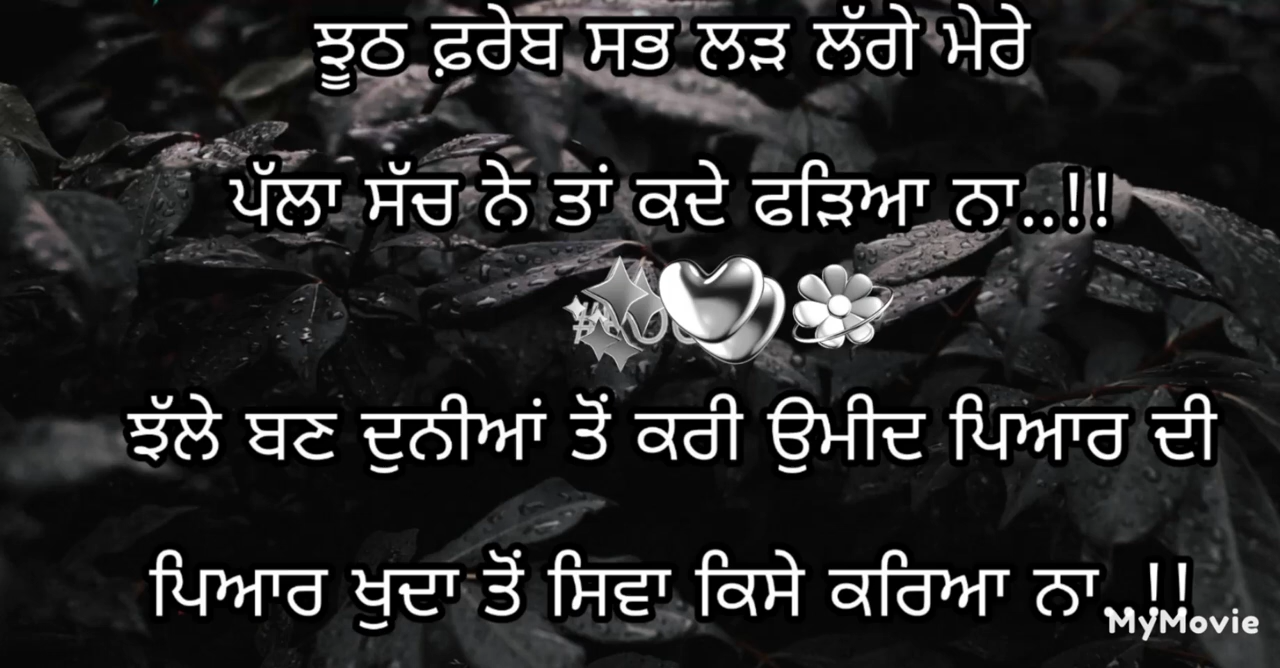 ਝੂਠ ਫ਼ਰੇਬ ਸਭ ਲੜ ਲੱਗੇ ਮੇਰੇ
ਪੱਲਾ ਸੱਚ ਨੇ ਤਾਂ ਕਦੇ ਫੜਿਆ ਨਾ..!!
ਝੱਲੇ ਬਣ ਦੁਨੀਆਂ ਤੋਂ ਕਰੀ ਉਮੀਦ ਪਿਆਰ ਦੀ
ਪਿਆਰ ਖੁਦਾ ਤੋਂ ਸਿਵਾ ਕਿਸੇ ਕਰਿਆ ਨਾ..!!
MyMovie